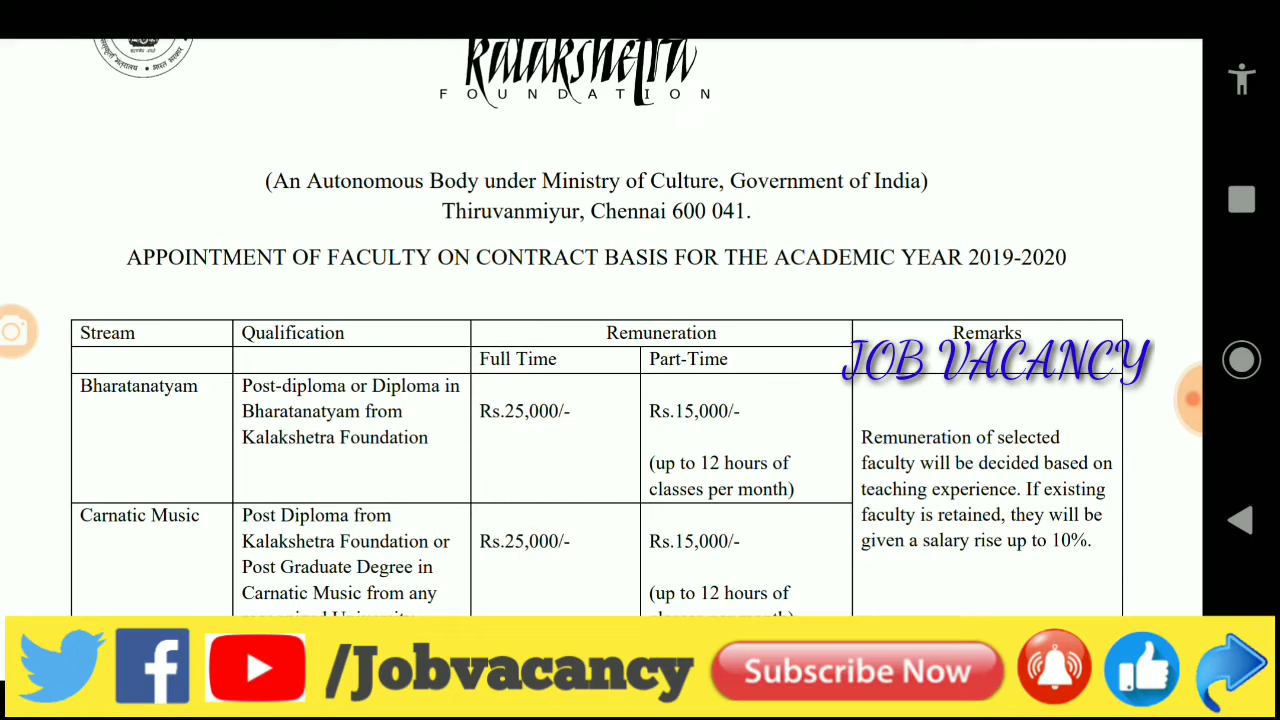 kalakshetra
FOUNDATION
(An Autonomous Body under Ministry of Culture, Government of India)
Thiruvanmiyur, Chennai 600 041.
APPOINTMENT OF FACULTY ON CONTRACT BASIS FOR THE ACADEMIC YEAR 2019-2020
Stream Qualification Remuneration Remarks
Full Time Part-Time
JOB VACANCY
Bharatanatyam
Post-diploma or Diploma in
Bharatanatyam from
Kalakshetra Foundation
Rs.25,000/-
Rs.15,000/-
(up to 12 hours of
classes per month)
Remuneration of selected
faculty will be decided based on
teaching experience. If existing
faculty is retained, they will be
given a salary rise up to 10%.
Carnatic Music
Post Diploma from
Kalakshetra Foundation or
Post Graduate Degree in
Carnatic Music from any
Rs.25,000/-
Rs.15,000/-
(up to 12 hours of
/Jobvacancy
Subscribe Now